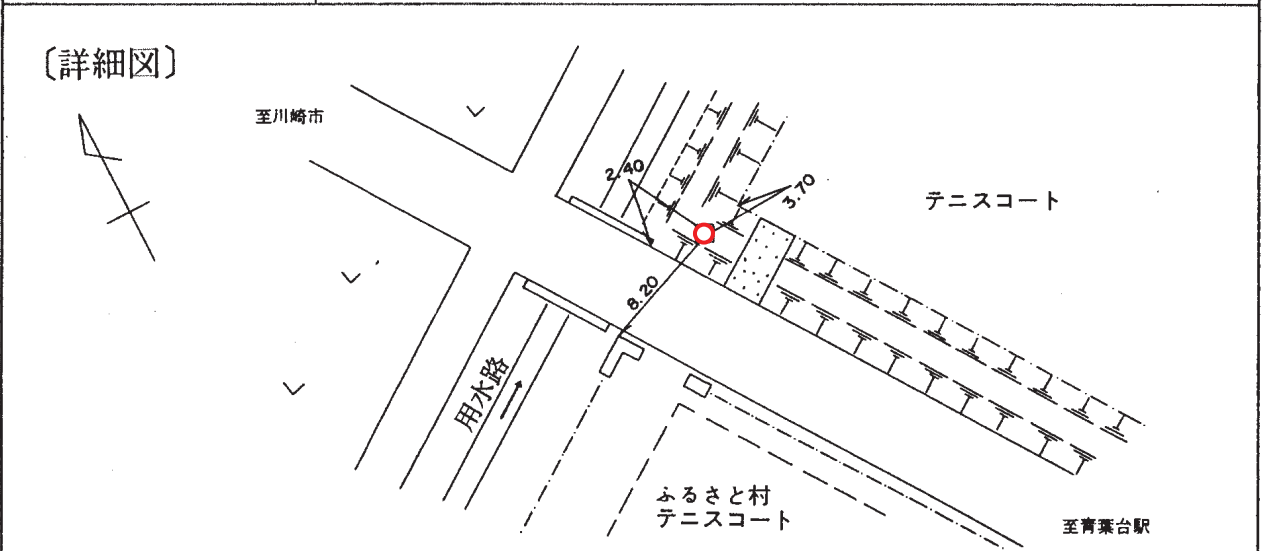 〔詳細図〕
至川崎市
2.40
3.70
テニスコート
8.20
用水路
ふるさと村
テニスコート
至青葉台駅